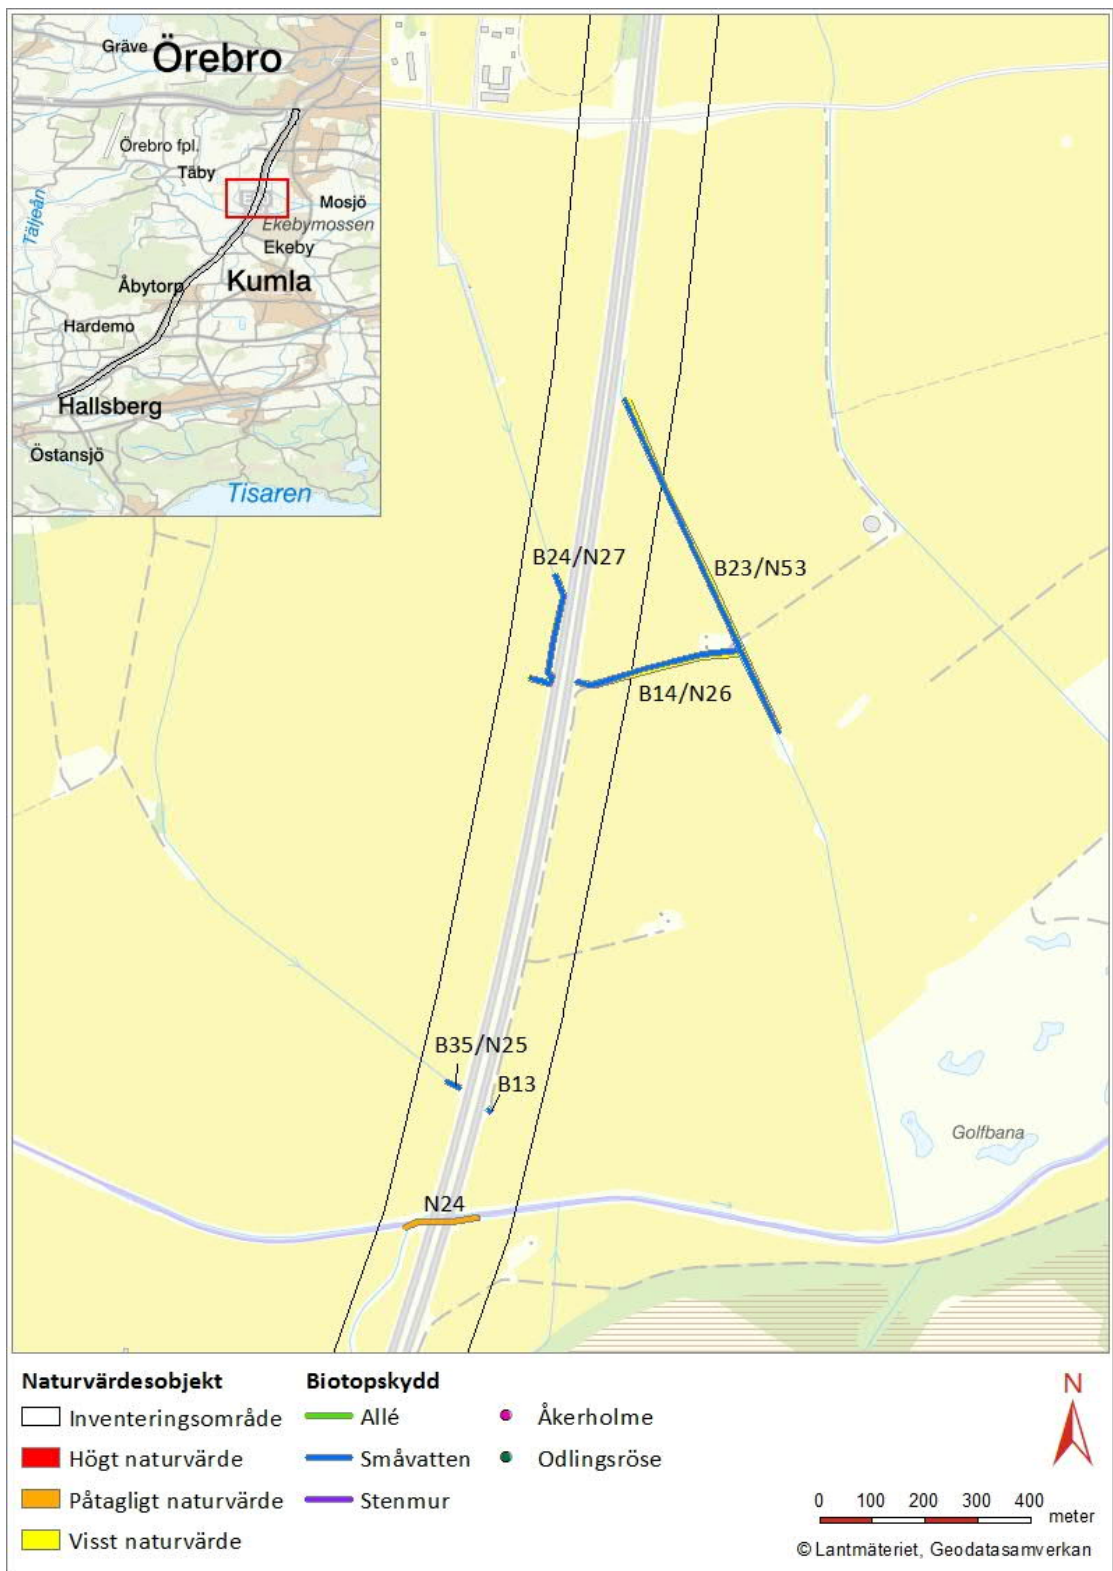 Gräve
Örebro
Örebro fpl.
Täby
Täljeån
Mosjö
Ekebymossen
Ekeby
Åbytorp
Kumla
Hardemo
Hallsberg
Östansjö
Tisaren
B24/N27
B23/N53
B14/N26
B35/N25
B13
Golfbana
N24
Naturvärdesobjekt
Inventeringsområde
Högt naturvärde
Påtagligt naturvärde
Visst naturvärde
Biotopskydd
Allé
Småvatten
Stenmur
Åkerholme
Odlingsröse
N
0 100 200 300 400
meter
© Lantmäteriet, Geodatasamverkan